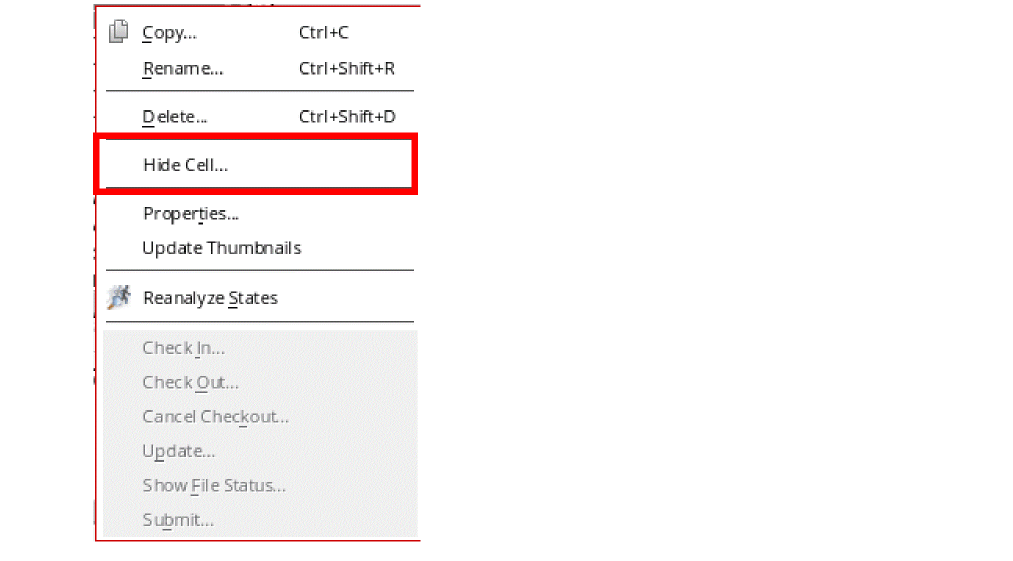 Copy... Ctrl+C
Rename... Ctrl+Shift+R
Delete... Ctrl+Shift+D
Hide Cell...
Properties...
Update Thumbnails
Reanalyze States
Check In...
Check Out...
Cancel Checkout...
Update...
Show File Status...
Submit...